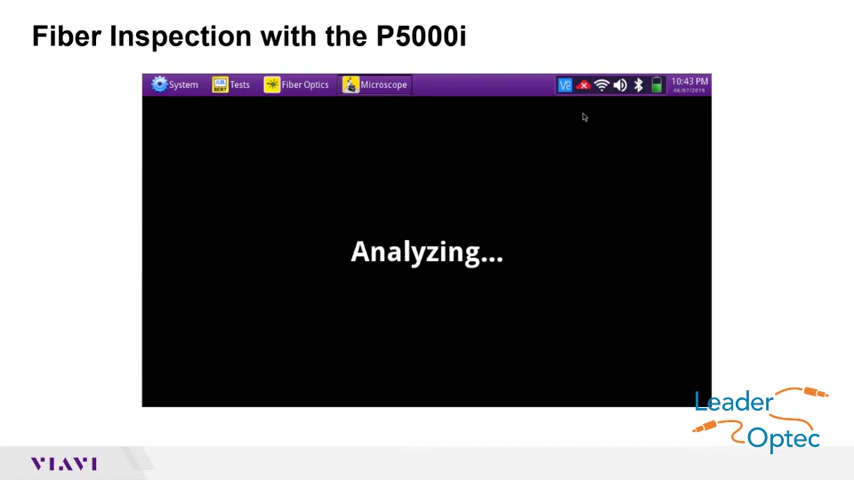 Fiber Inspection with the P5000i
System Tests Fiber Optics Microscope 10:43 PM
04/07/2019
Analyzing...
Leader
Optec
VIAVI